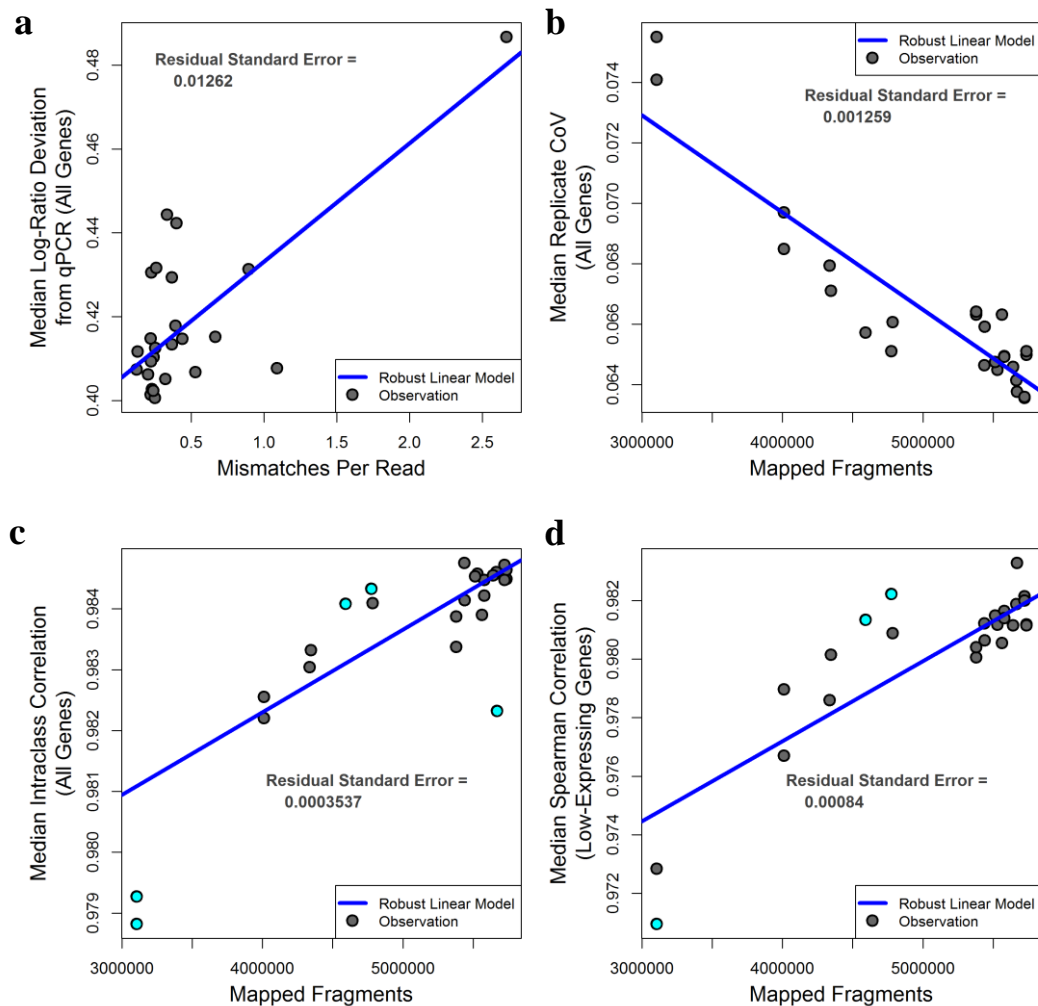 a
Median Log-Ratio Deviation
from qPCR (All Genes)
0.48
0.46
0.44
0.42
0.40
Residual Standard Error =
0.01262
Robust Linear Model
Observation
0.5
1.0
1.5
2.0
2.5
Mismatches Per Read
b
Median Replicate CoV
(All Genes)
0.074
0.072
0.070
0.068
0.066
0.064
Robust Linear Model
Observation
Residual Standard Error =
0.001259
3000000
4000000
5000000
Mapped Fragments
c
Median Intraclass Correlation
(All Genes)
0.984
0.983
0.982
0.981
0.980
0.979
Residual Standard Error =
0.0003537
Robust Linear Model
Observation
3000000
4000000
5000000
Mapped Fragments
d
Median Spearman Correlation
(Low-Expressing Genes)
0.982
0.980
0.978
0.976
0.974
0.972
Residual Standard Error =
0.00084
Robust Linear Model
Observation
3000000
4000000
5000000
Mapped Fragments